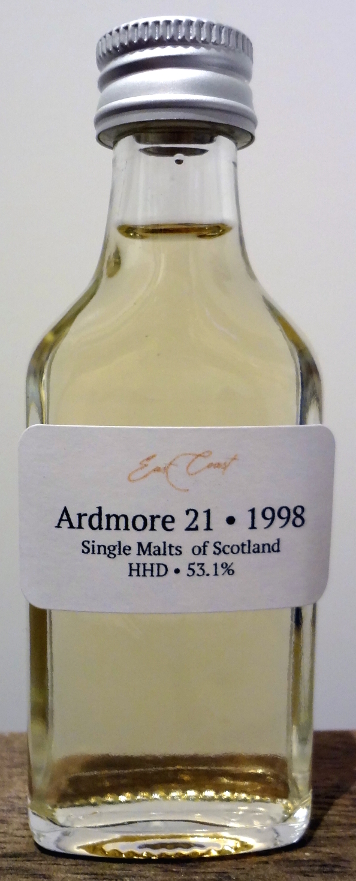 East Coast
Ardmore 21 • 1998
Single Malts of Scotland
HHD • 53.1%